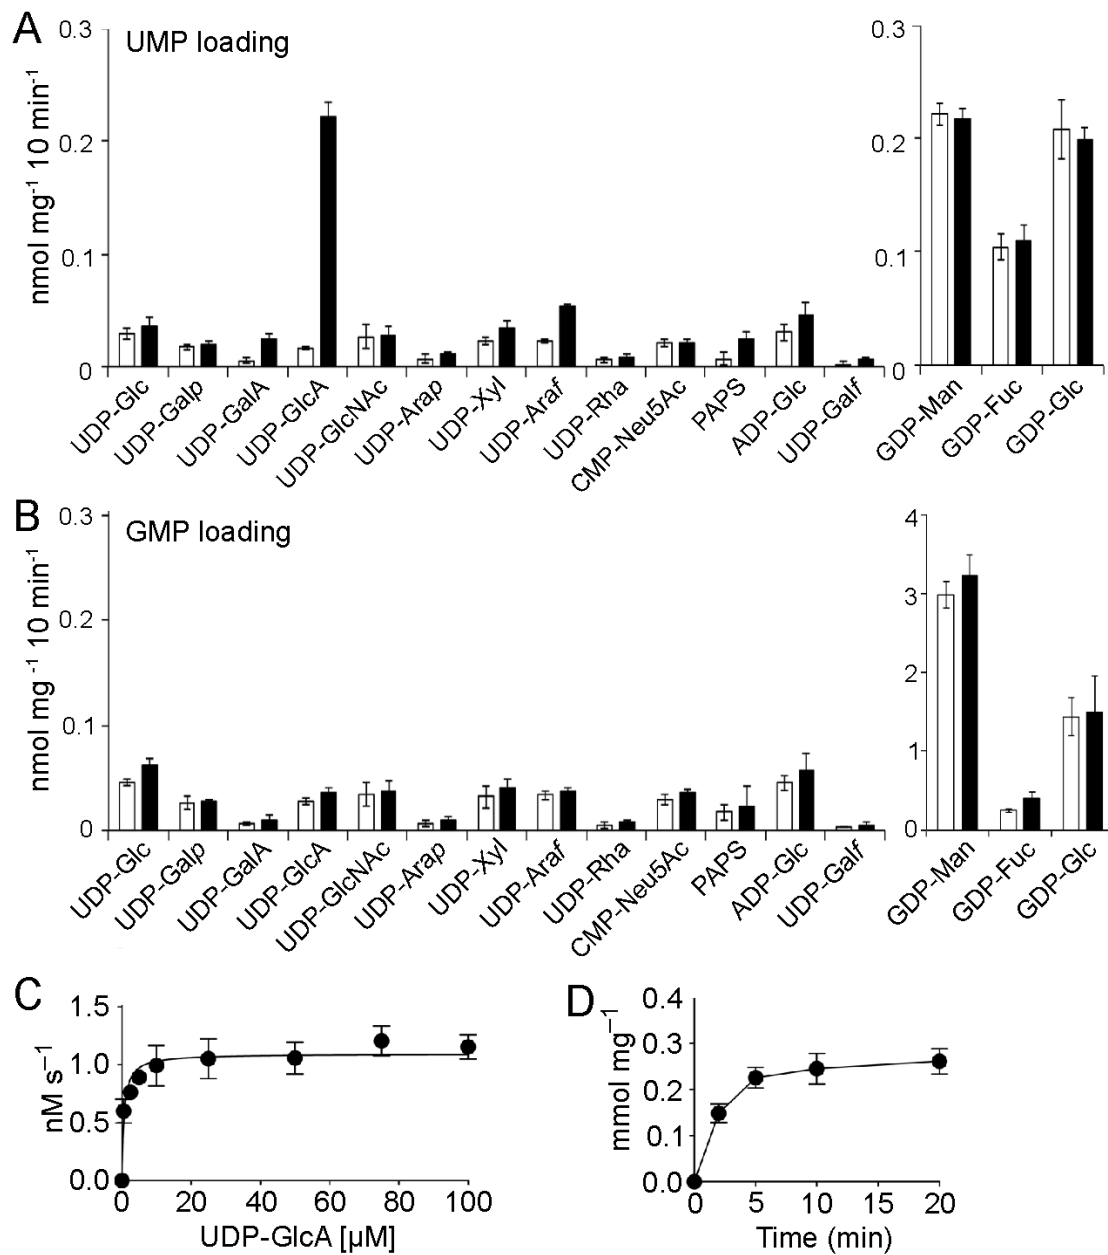 A
UMP loading
nmol mg⁻¹ 10 min⁻¹
0.3
0.2
0.1
0
UDP-Glc
UDP-Galp
UDP-GalA
UDP-GlcA
UDP-GlcNAc
UDP-Arap
UDP-Xyl
UDP-Araf
UDP-Rha
CMP-Neu5Ac
PAPS
ADP-Glc
UDP-Galf
0.3
0.2
0.1
0
GDP-Man
GDP-Fuc
GDP-Glc
B
GMP loading
nmol mg⁻¹ 10 min⁻¹
0.3
0.2
0.1
0
UDP-Glc
UDP-Galp
UDP-GalA
UDP-GlcA
UDP-GlcNAc
UDP-Arap
UDP-Xyl
UDP-Araf
UDP-Rha
CMP-Neu5Ac
PAPS
ADP-Glc
UDP-Galf
4
3
2
1
0
GDP-Man
GDP-Fuc
GDP-Glc
C
nM s⁻¹
1.5
1.0
0.5
0.0
0 20 40 60 80 100
UDP-GlcA [µM]
D
mmol mg⁻¹
0.4
0.3
0.2
0.1
0.0
0 5 10 15 20
Time (min)